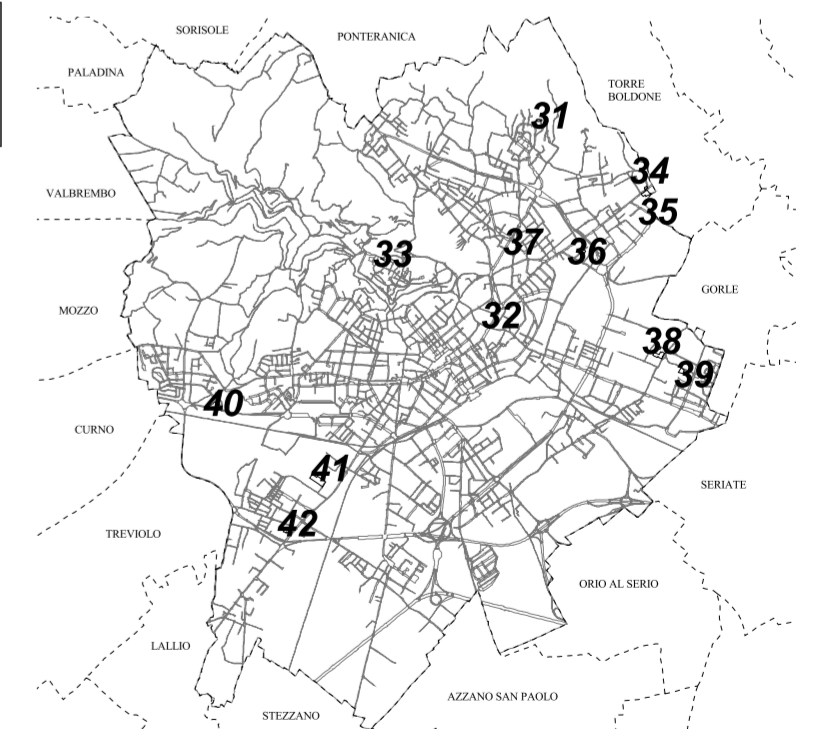 SORISOLE
PONTERANICA
PALADINA
TORRE
BOLDONE
31
34
VALBREMBO
35
37
36
33
GORLE
MOZZO
32
38
39
40
CURNO
41
SERIATE
42
TREVIOLO
ORIO AL SERIO
LALLIO
AZZANO SAN PAOLO
STEZZANO